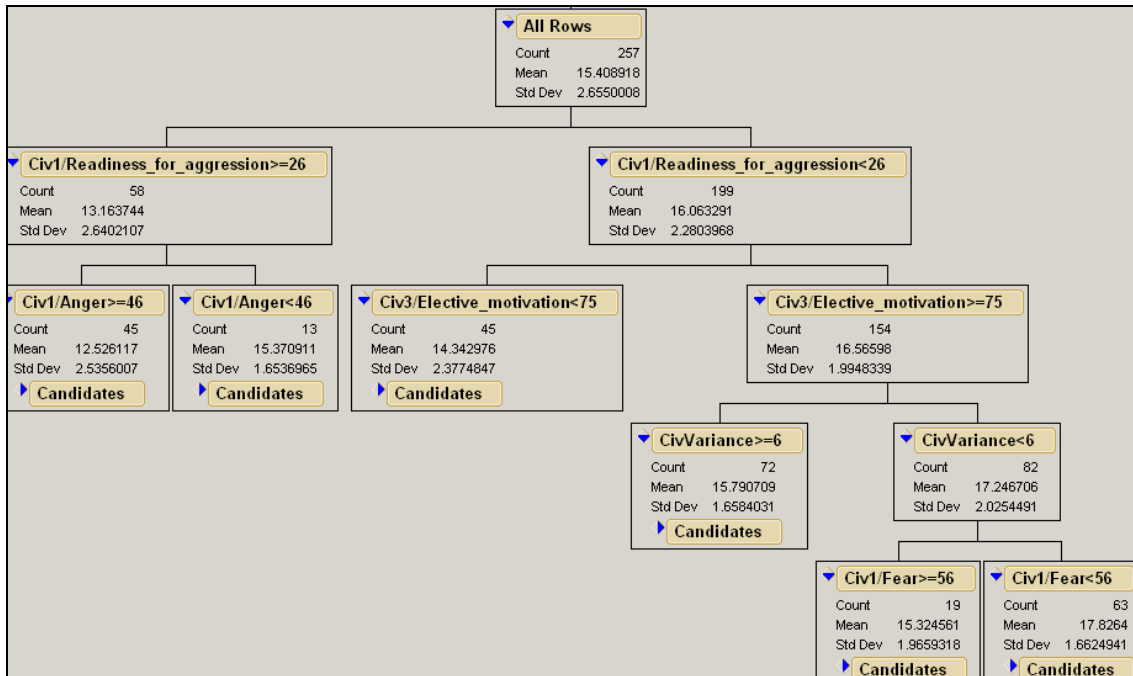 All Rows
Count 257
Mean 15.408918
Std Dev 2.6550008
Civ1/Readiness_for_aggression>=26
Count 58
Mean 13.163744
Std Dev 2.6402107
Civ1/Readiness_for_aggression<26
Count 199
Mean 16.063291
Std Dev 2.2803968
Civ1/Anger>=46
Count 45
Mean 12.526117
Std Dev 2.5356007
Candidates
Civ1/Anger<46
Count 13
Mean 15.370911
Std Dev 1.6536965
Candidates
Civ3/Elective_motivation<75
Count 45
Mean 14.342976
Std Dev 2.3774847
Candidates
Civ3/Elective_motivation>=75
Count 154
Mean 16.56598
Std Dev 1.9948339
CivVariance>=6
Count 72
Mean 15.790709
Std Dev 1.6584031
Candidates
CivVariance<6
Count 82
Mean 17.246706
Std Dev 2.0254491
Civ1/Fear>=56
Count 19
Mean 15.324561
Std Dev 1.9659318
Candidates
Civ1/Fear<56
Count 63
Mean 17.8264
Std Dev 1.6624941
Candidates